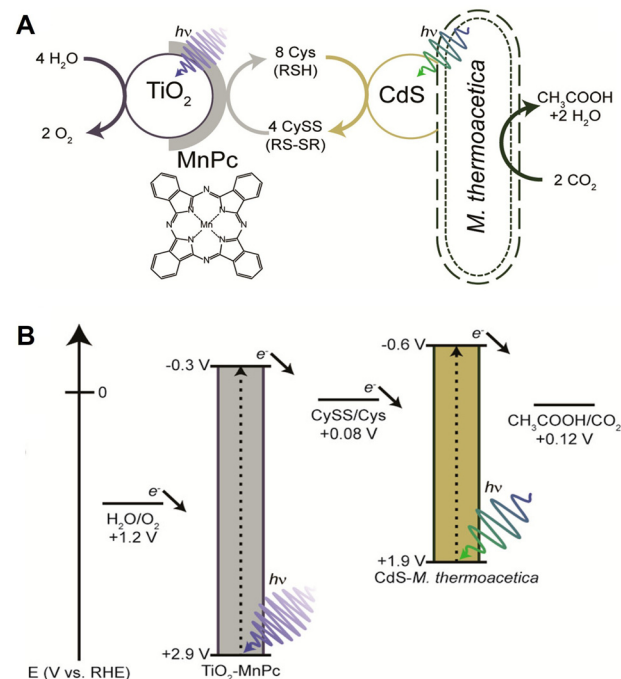 A
hν
hν
4 H₂O
8 Cys
(RSH)
TiO₂
CdS
M. thermoacetica
CH₃COOH
+2 H₂O
2 O₂
4 CySS
(RS-SR)
2 CO₂
MnPc
N
N
N
N
Mn
N
N
N
N
B
-0.3 V
e⁻
-0.6 V
e⁻
0
e⁻
CySS/Cys
+0.08 V
CH₃COOH/CO₂
+0.12 V
e⁻
H₂O/O₂
+1.2 V
hν
+1.9 V
CdS-M. thermoacetica
hν
+2.9 V
TiO₂-MnPc
E (V vs. RHE)